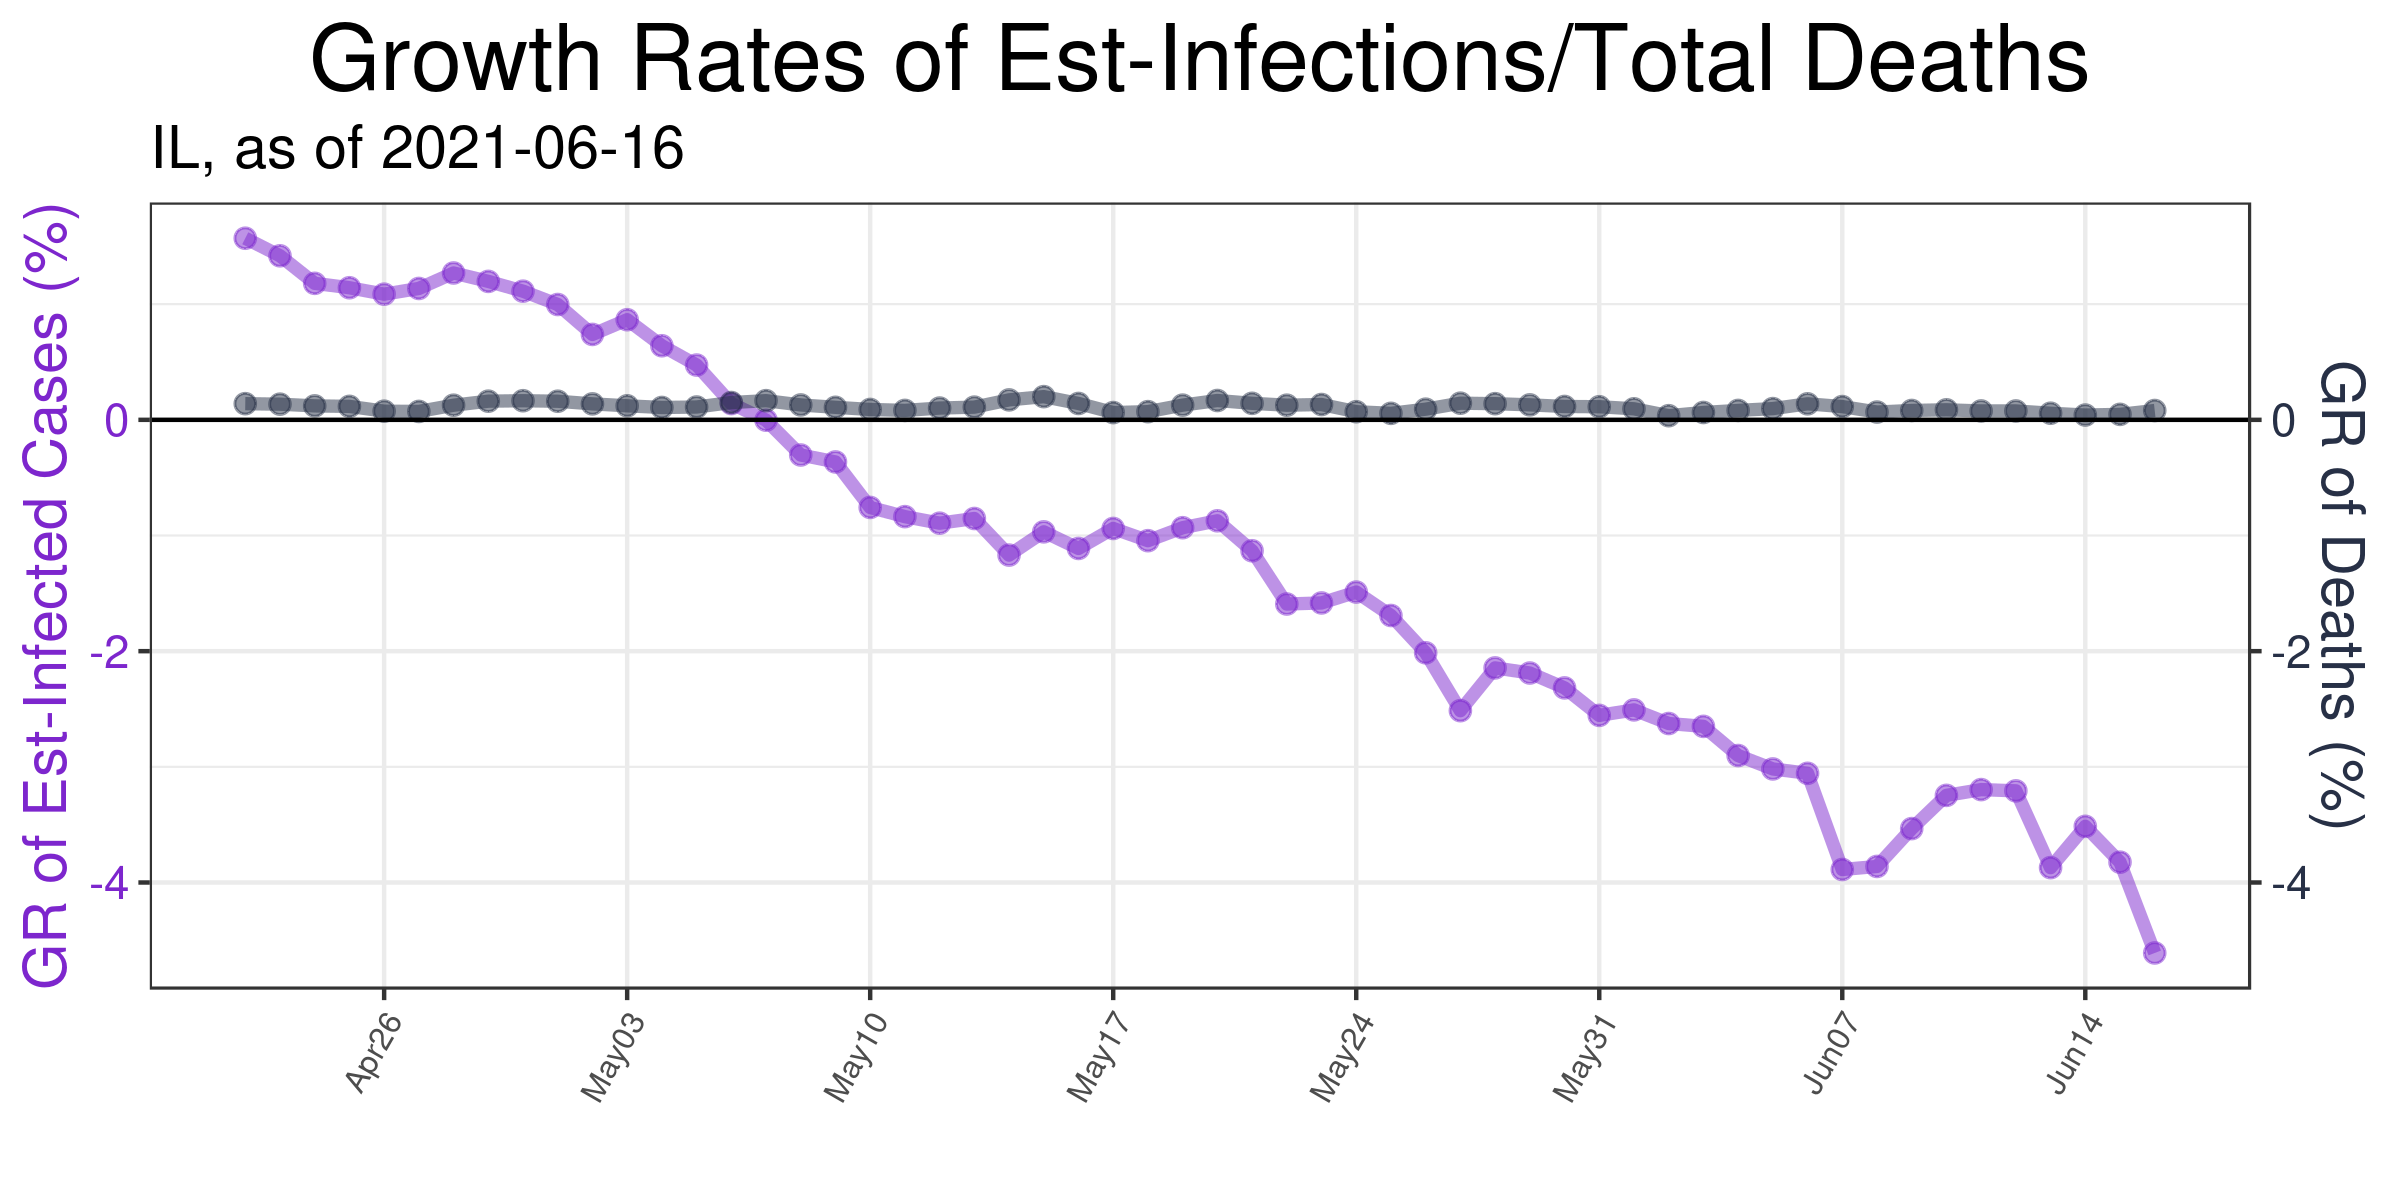 Growth Rates of Est-Infections/Total Deaths
IL, as of 2021-06-16
GR of Est-Infected Cases (%)
0
-2
-4
0
-2
-4
GR of Deaths (%)
Apr26
May03
May10
May17
May24
May31
Jun07
Jun14